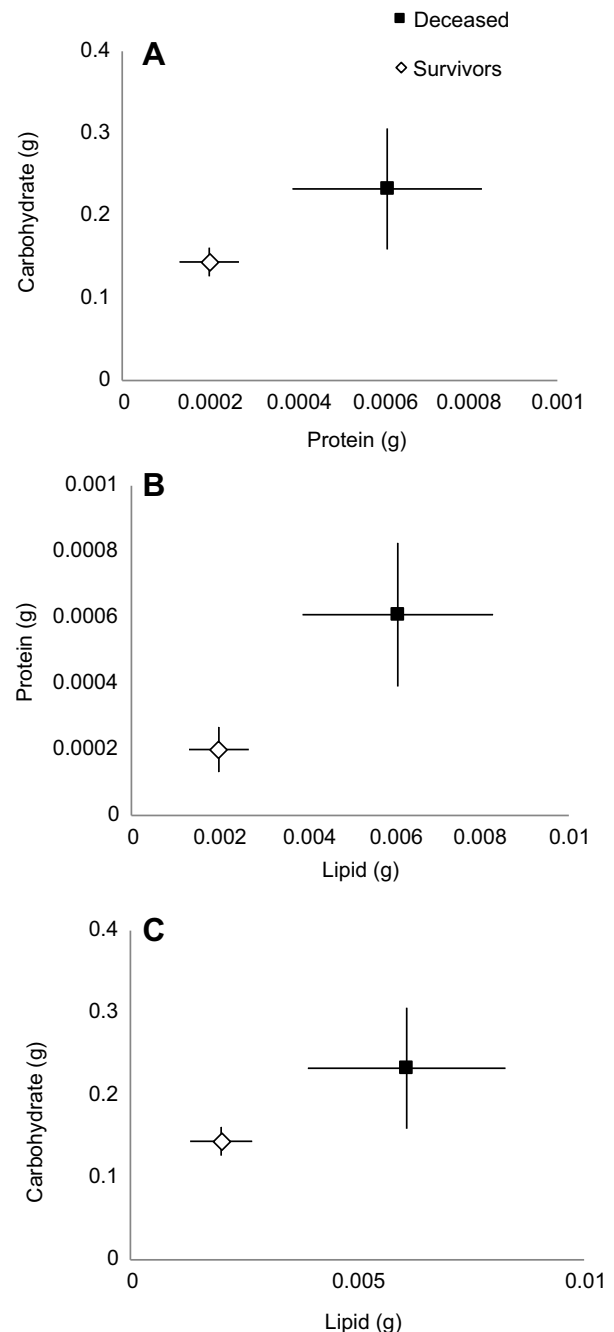 Deceased
Survivors
A
0.4
0.3
0.2
0.1
0
Carbohydrate (g)
0 0.0002 0.0004 0.0006 0.0008 0.001
Protein (g)
B
0.001
0.0008
0.0006
0.0004
0.0002
0
Protein (g)
0 0.002 0.004 0.006 0.008 0.01
Lipid (g)
C
0.4
0.3
0.2
0.1
0
Carbohydrate (g)
0 0.005 0.01
Lipid (g)